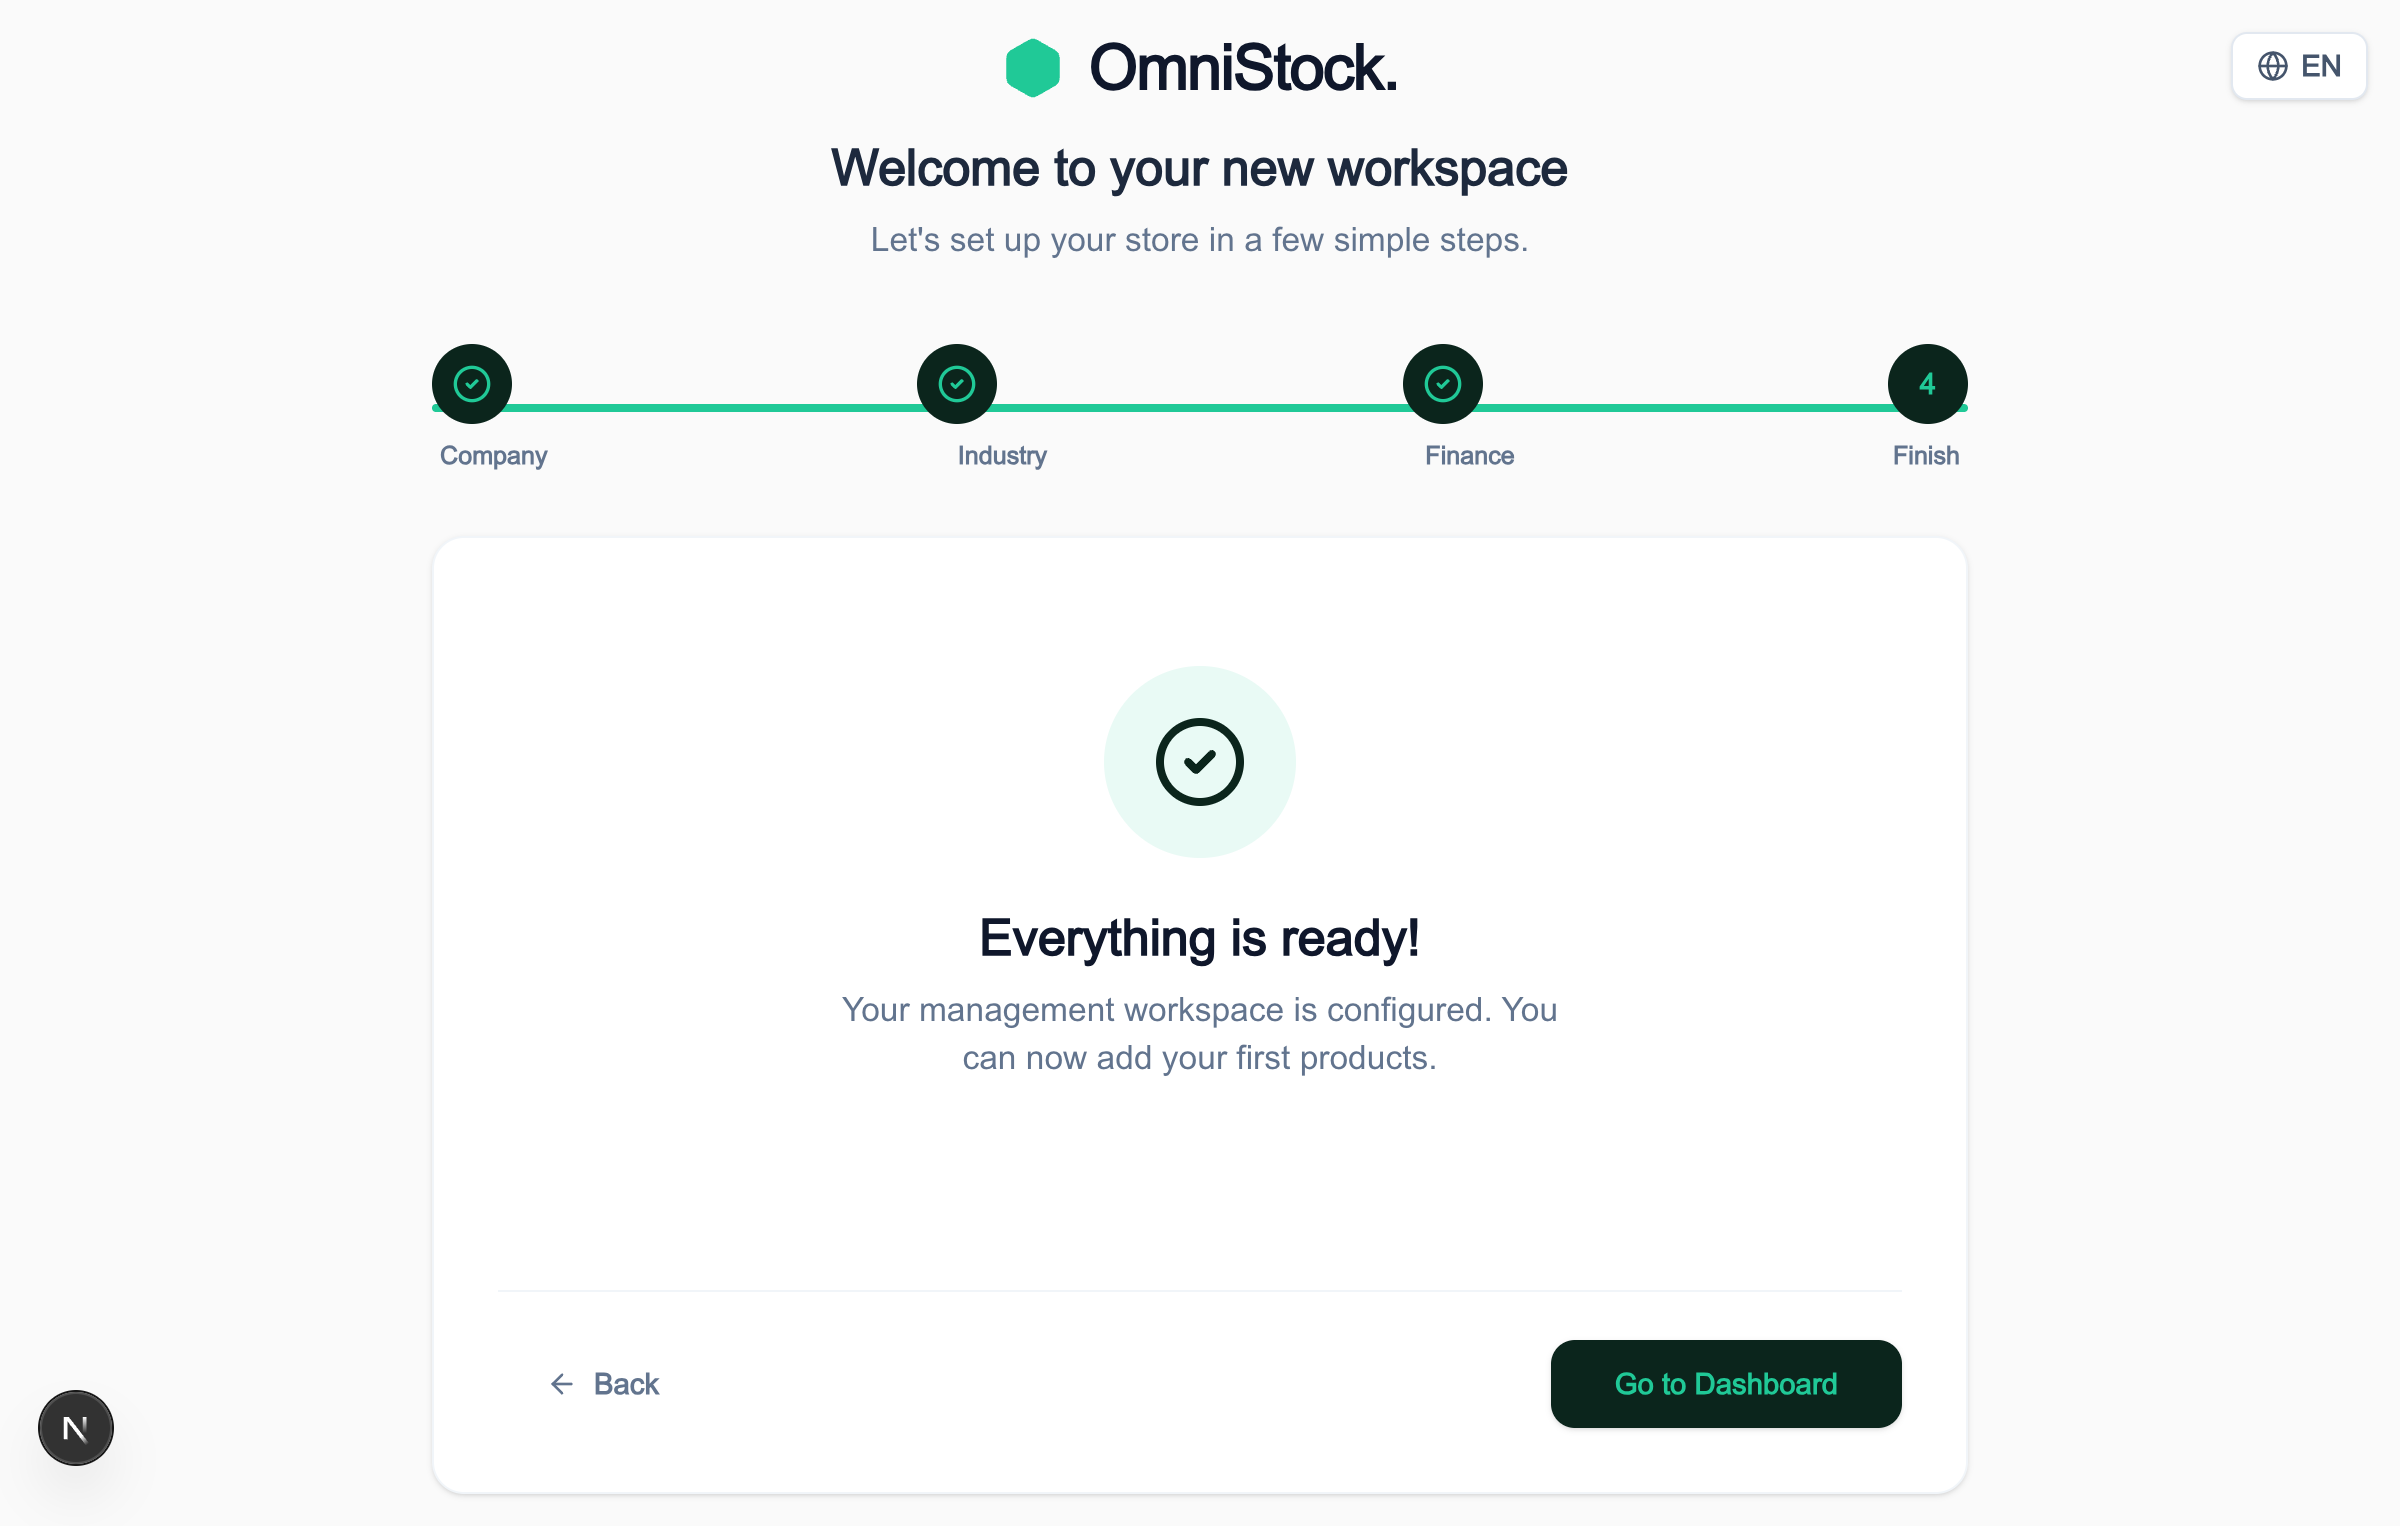 OmniStock.
EN
Welcome to your new workspace
Let's set up your store in a few simple steps.
4
Company
Industry
Finance
Finish
Everything is ready!
Your management workspace is configured. You
can now add your first products.
Back
Go to Dashboard
N